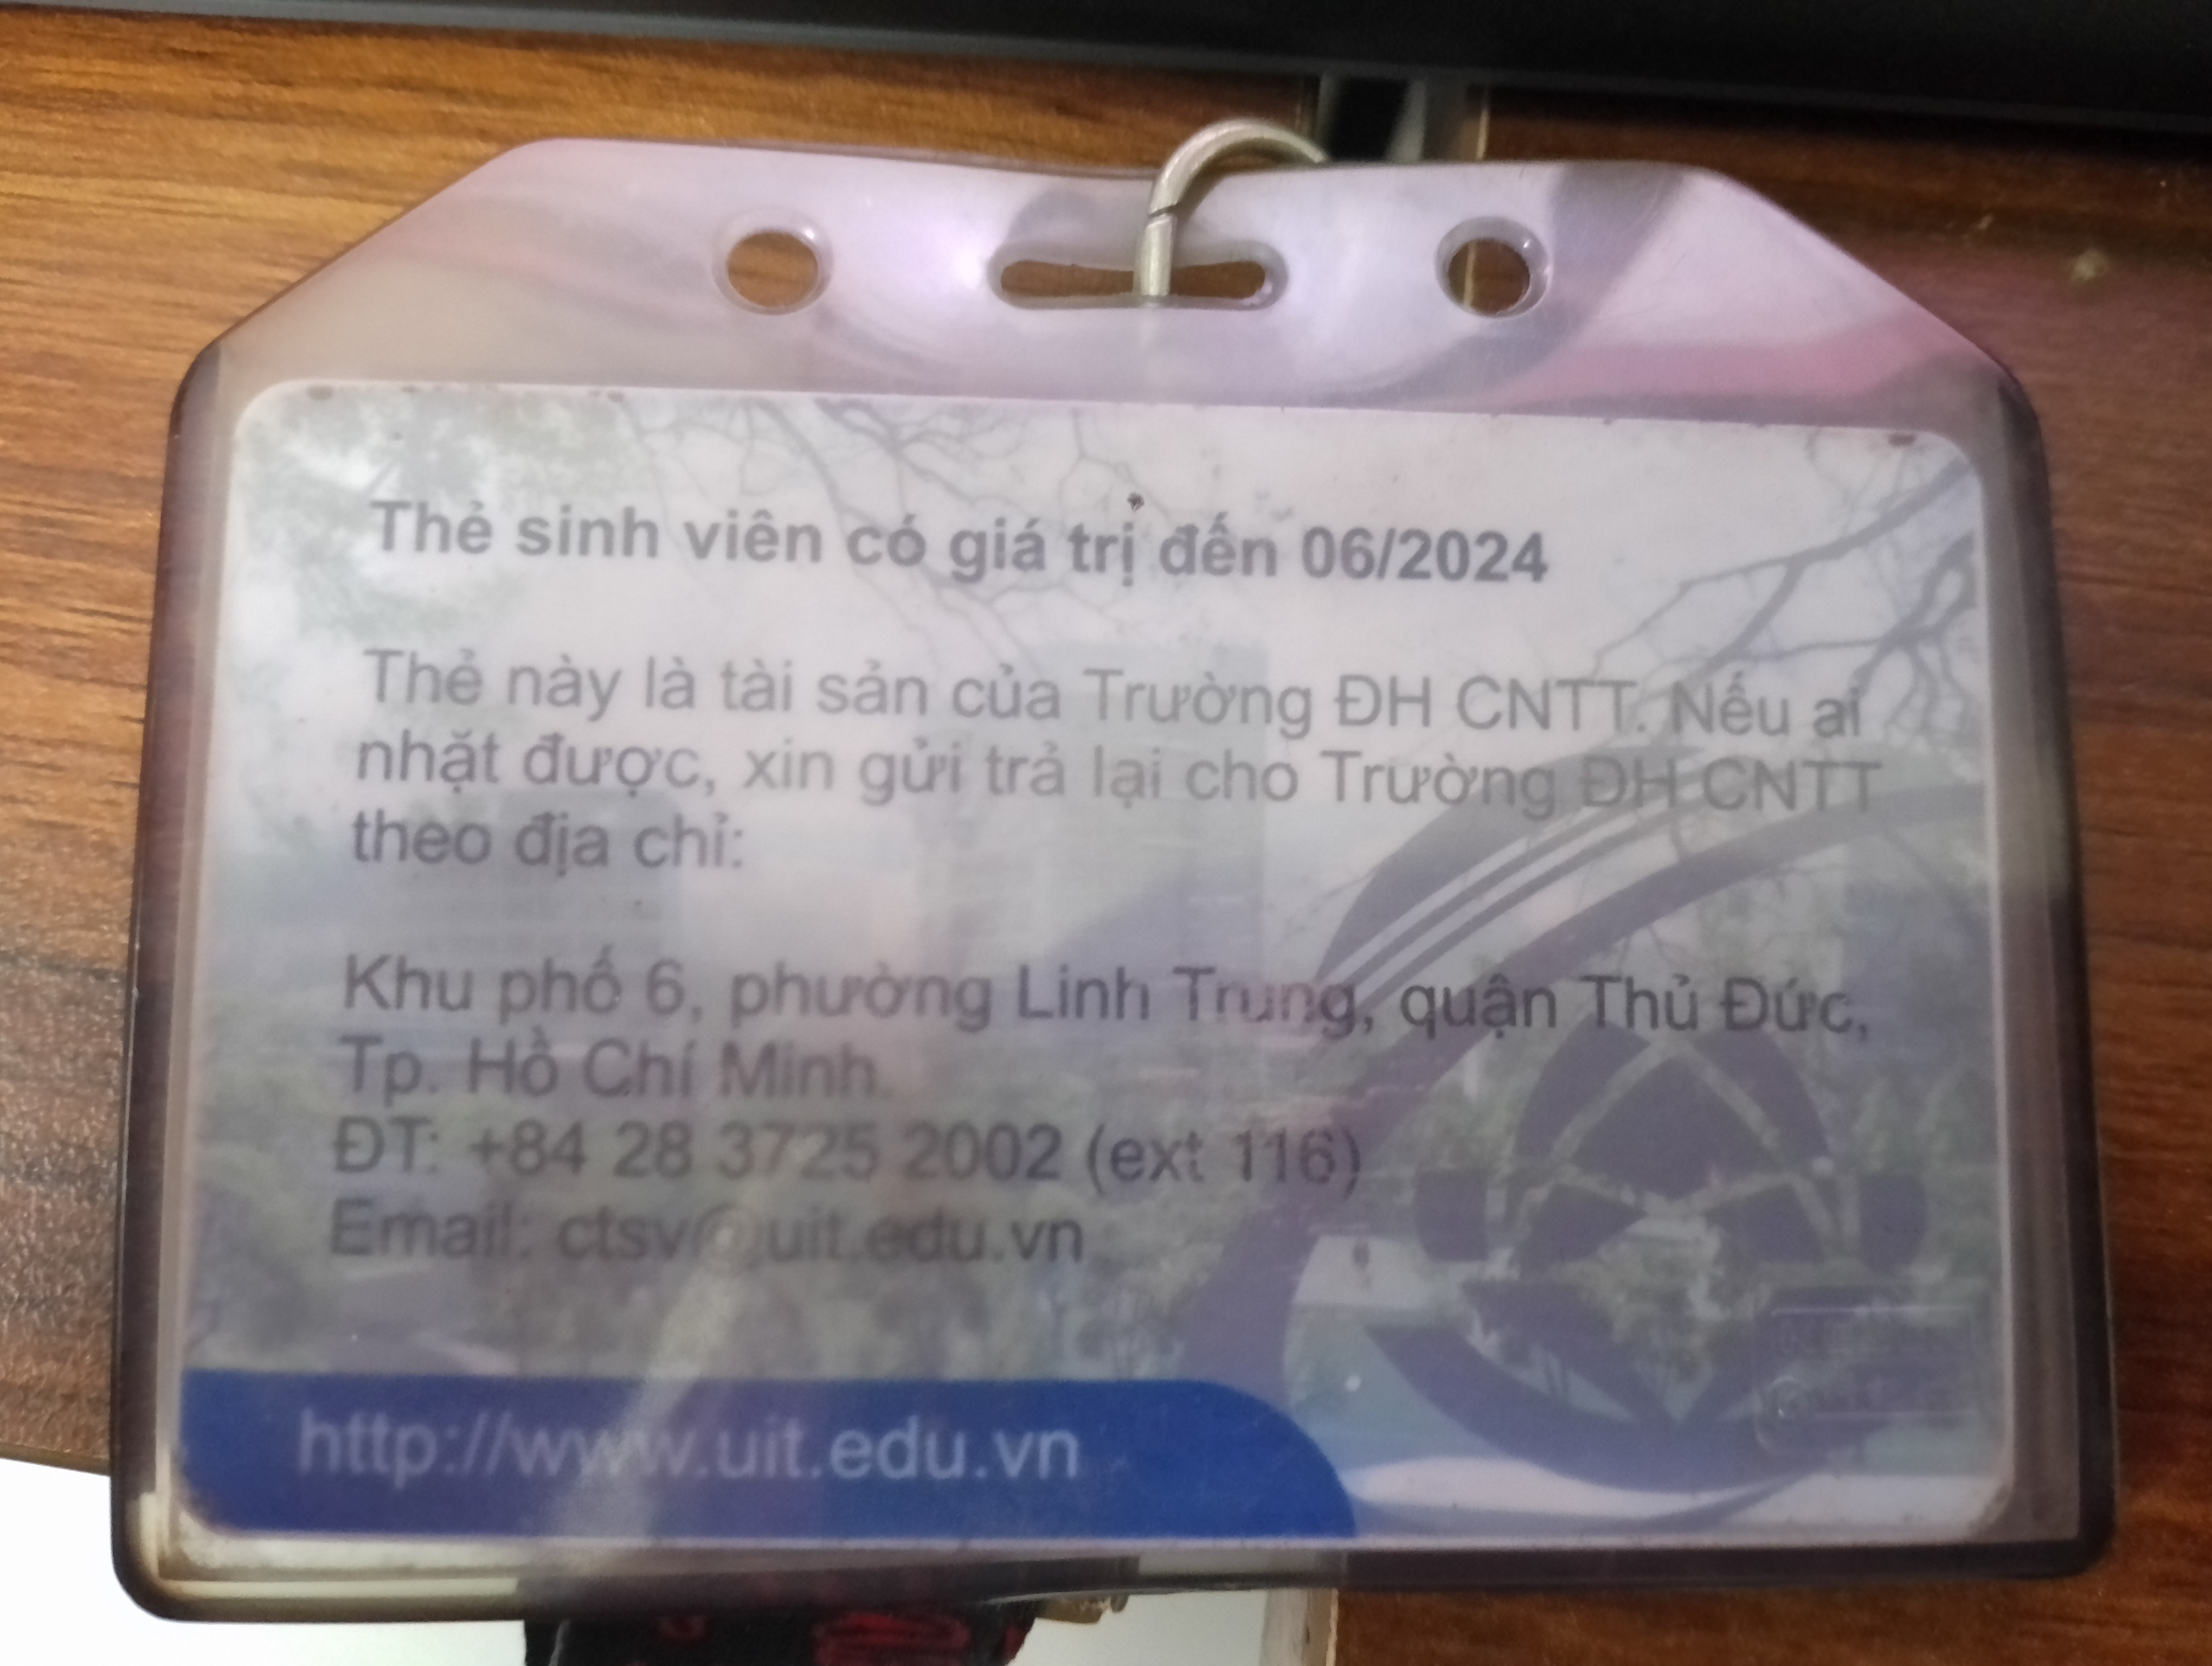 Thẻ sinh viên có giá trị đến 06/2024
Thẻ này là tài sản của Trường ĐH CNTT. Nếu ai
nhặt được, xin gửi trả lại cho Trường ĐH CNTT
theo địa chỉ:
Khu phố 6, phường Linh Trung, quận Thủ Đức,
Tp. Hồ Chí Minh.
ĐT: +84 28 3725 2002 (ext 116)
Email: ctsv@uit.edu.vn
http://www.uit.edu.vn